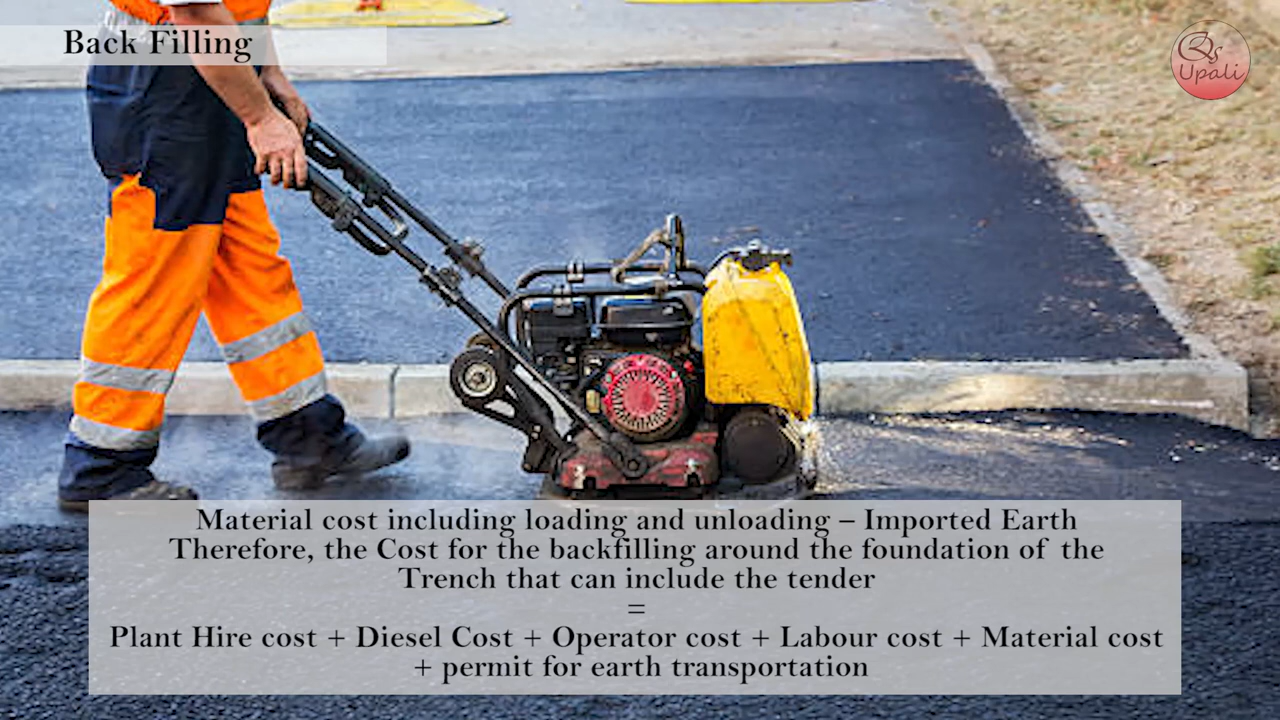 Back Filling
Qs
Upali
Material cost including loading and unloading – Imported Earth
Therefore, the Cost for the backfilling around the foundation of the
Trench that can include the tender
=
Plant Hire cost + Diesel Cost + Operator cost + Labour cost + Material cost
+ permit for earth transportation